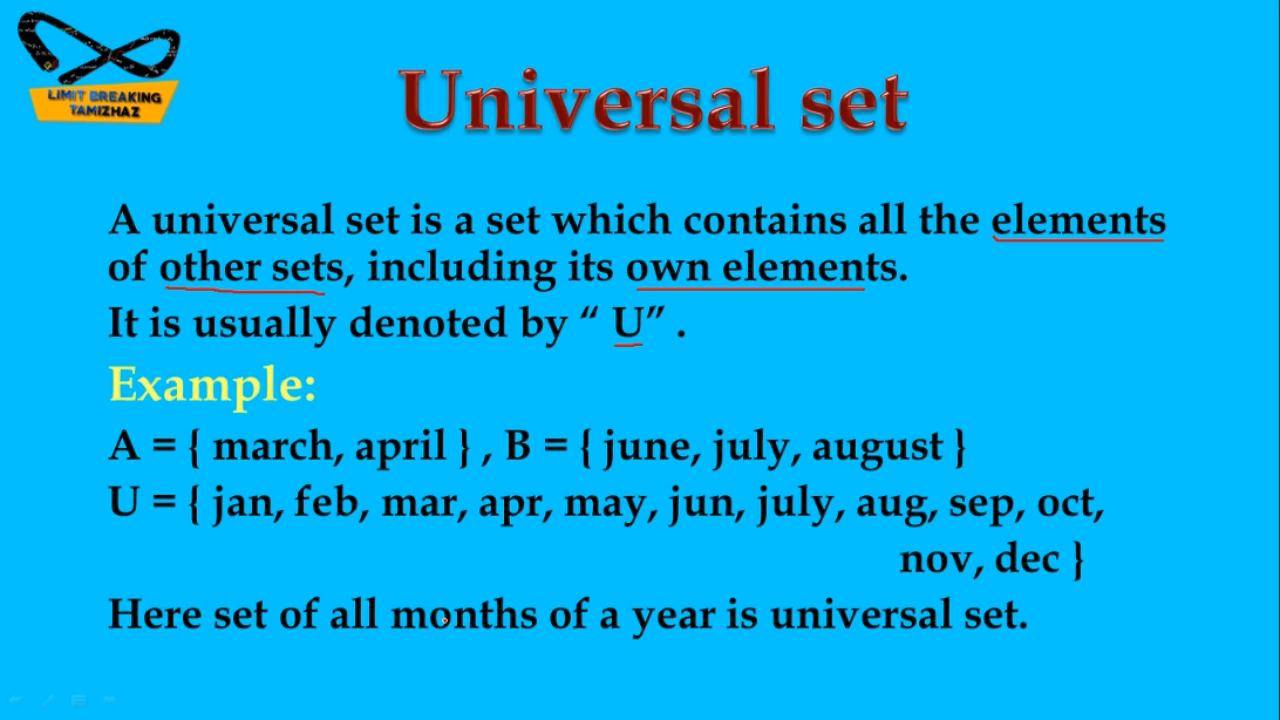 LIMIT BREAKING
TAMIZHAZ
Universal set
A universal set is a set which contains all the elements
of other sets, including its own elements.
It is usually denoted by “ U” .
Example:
A = { march, april } , B = { june, july, august }
U = { jan, feb, mar, apr, may, jun, july, aug, sep, oct,
nov, dec }
Here set of all months of a year is universal set.